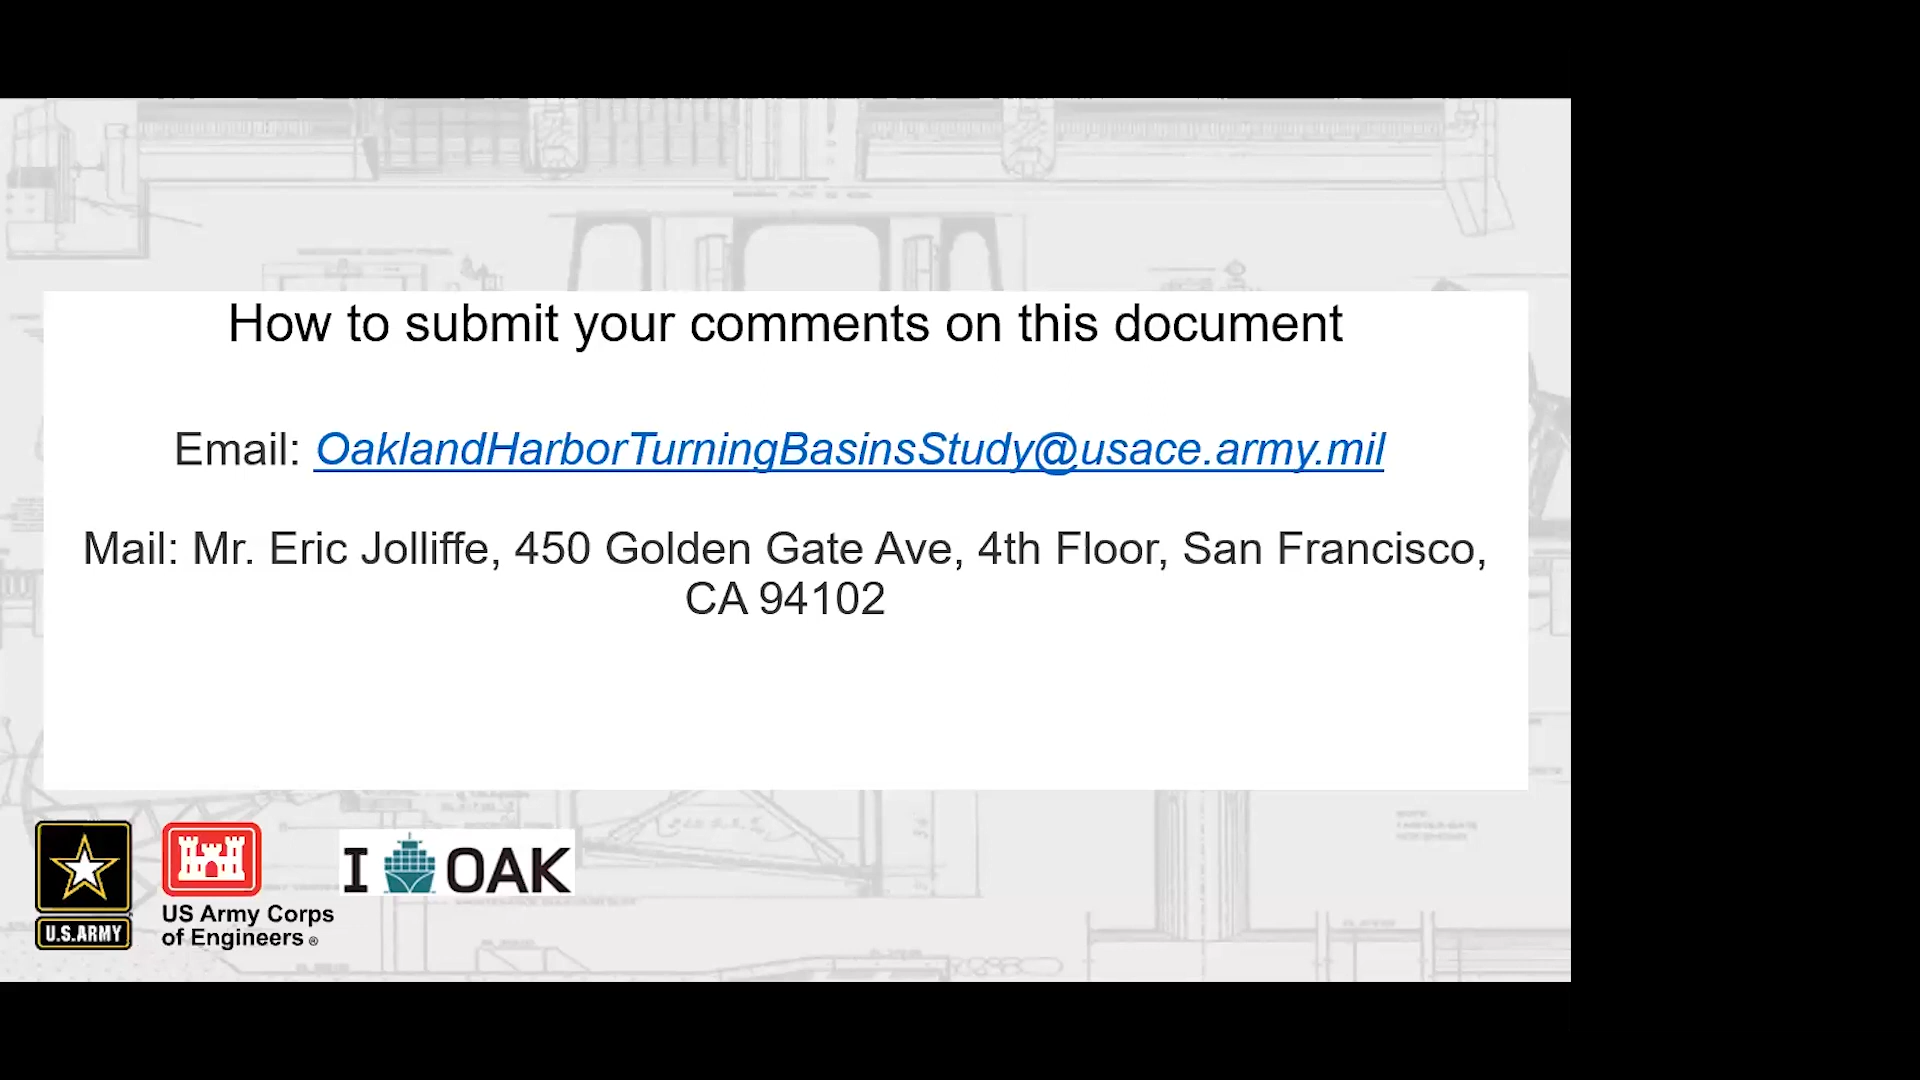 How to submit your comments on this document
Email: OaklandHarborTurningBasinsStudy@usace.army.mil
Mail: Mr. Eric Jolliffe, 450 Golden Gate Ave, 4th Floor, San Francisco,
CA 94102
I OAK
U.S.ARMY
US Army Corps
of Engineers ®